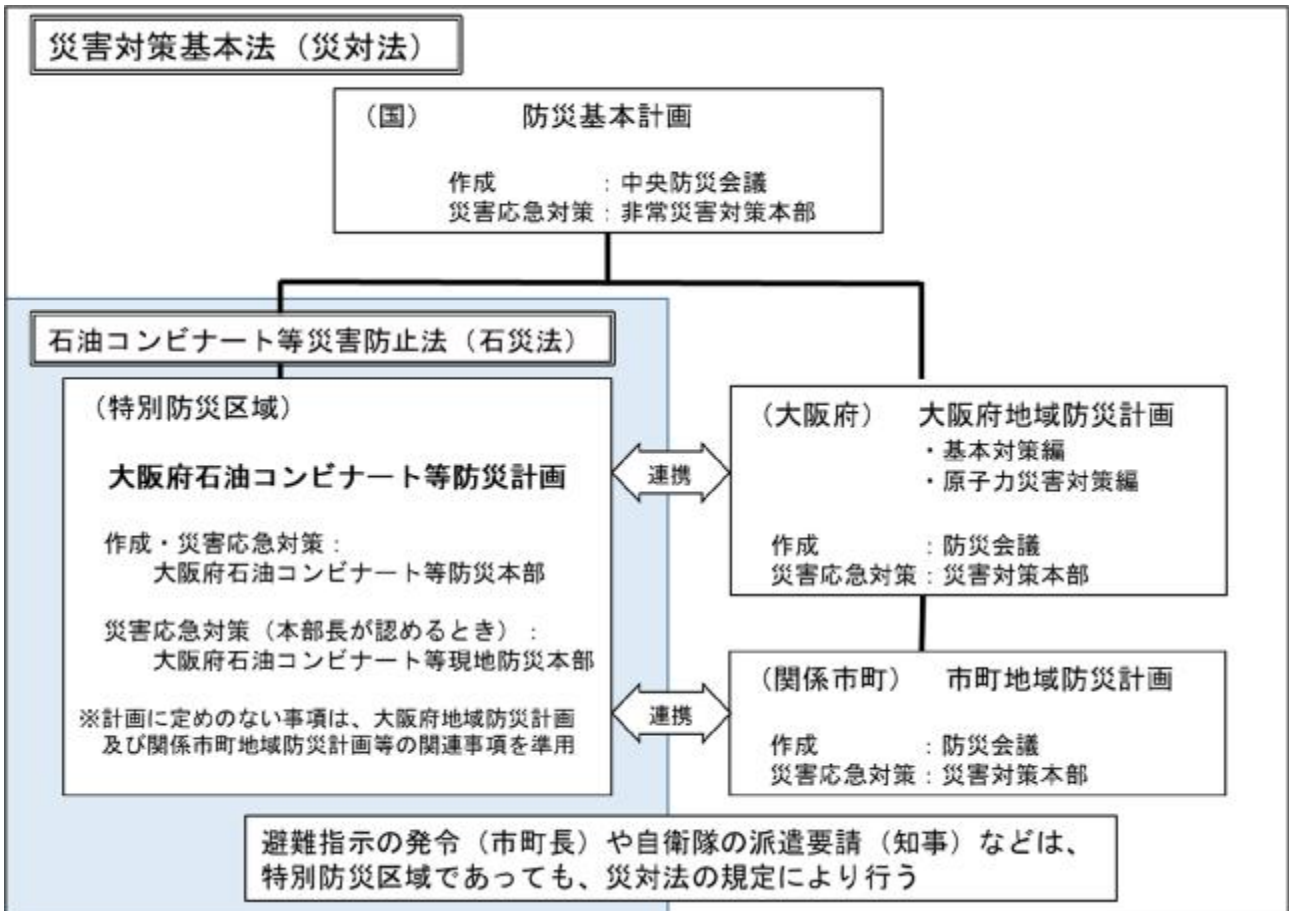 災害対策基本法（災対法）
（国）　防災基本計画
作成　：中央防災会議
災害応急対策：非常災害対策本部
石油コンビナート等災害防止法（石災法）
（特別防災区域）
大阪府石油コンビナート等防災計画
作成・災害応急対策：
大阪府石油コンビナート等防災本部
災害応急対策（本部長が認めるとき）：
大阪府石油コンビナート等現地防災本部
※計画に定めのない事項は、大阪府地域防災計画
及び関係市町地域防災計画等の関連事項を準用
連携
連携
（大阪府）　大阪府地域防災計画
・基本対策編
・原子力災害対策編
作成　：防災会議
災害応急対策：災害対策本部
（関係市町）　市町地域防災計画
作成　：防災会議
災害応急対策：災害対策本部
避難指示の発令（市町長）や自衛隊の派遣要請（知事）などは、
特別防災区域であっても、災対法の規定により行う